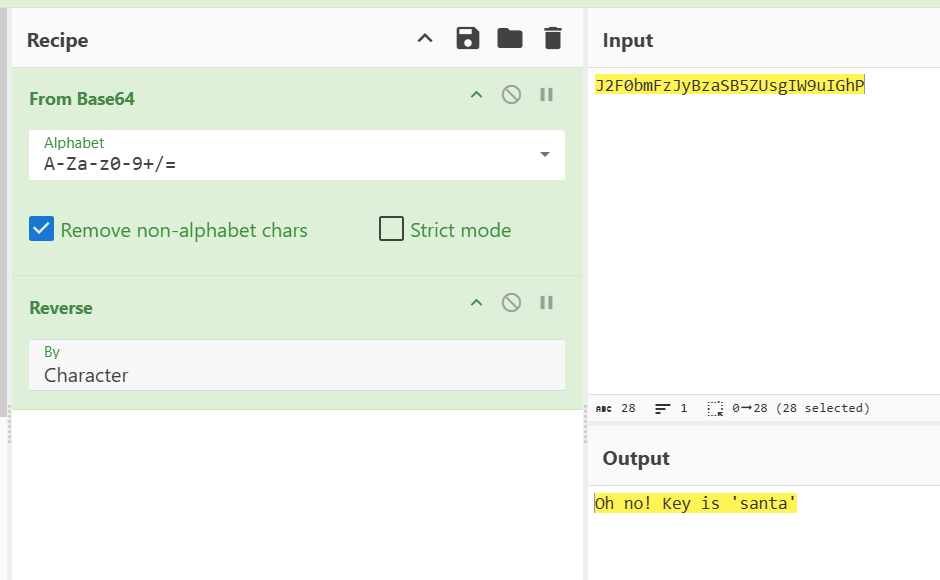 Recipe
From Base64
Alphabet
A-Za-z0-9+/=
Remove non-alphabet chars
Strict mode
Reverse
By
Character
Input
J2F0bmFzJyBzaSB5ZUsgIW9uIGhP
ABC 28 1 0→28 (28 selected)
Output
Oh no! Key is 'santa'